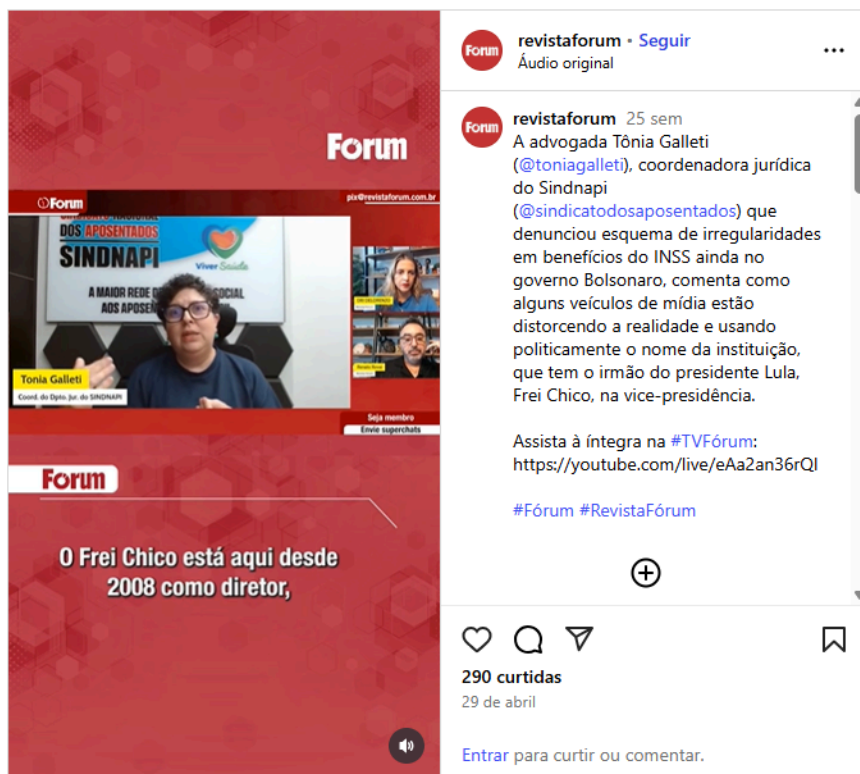 Forum
Forum
pix@revistaforum.com.br
DOS APOSENTADOS
SINDNAPI
Viver Saúde
A MAIOR REDE
SOCIAL
AOS
Tonia Galleti
Coord. do Dpto. Jur. do SINDNAPI
Seja membro
Envie superchats
Forum
O Frei Chico está aqui desde
2008 como diretor,
Forum
revistaforum • Seguir
Áudio original
Forum
revistaforum 25 sem
A advogada Tônia Galleti
(@toniagalleti), coordenadora jurídica
do Sindnapi
(@sindicatodosaposentados) que
denunciou esquema de irregularidades
em benefícios do INSS ainda no
governo Bolsonaro, comenta como
alguns veículos de mídia estão
distorcendo a realidade e usando
politicamente o nome da instituição,
que tem o irmão do presidente Lula,
Frei Chico, na vice-presidência.
Assista à íntegra na #TVFórum:
https://youtube.com/live/eAa2an36rQI
#Fórum #RevistaFórum
290 curtidas
29 de abril
Entrar para curtir ou comentar.